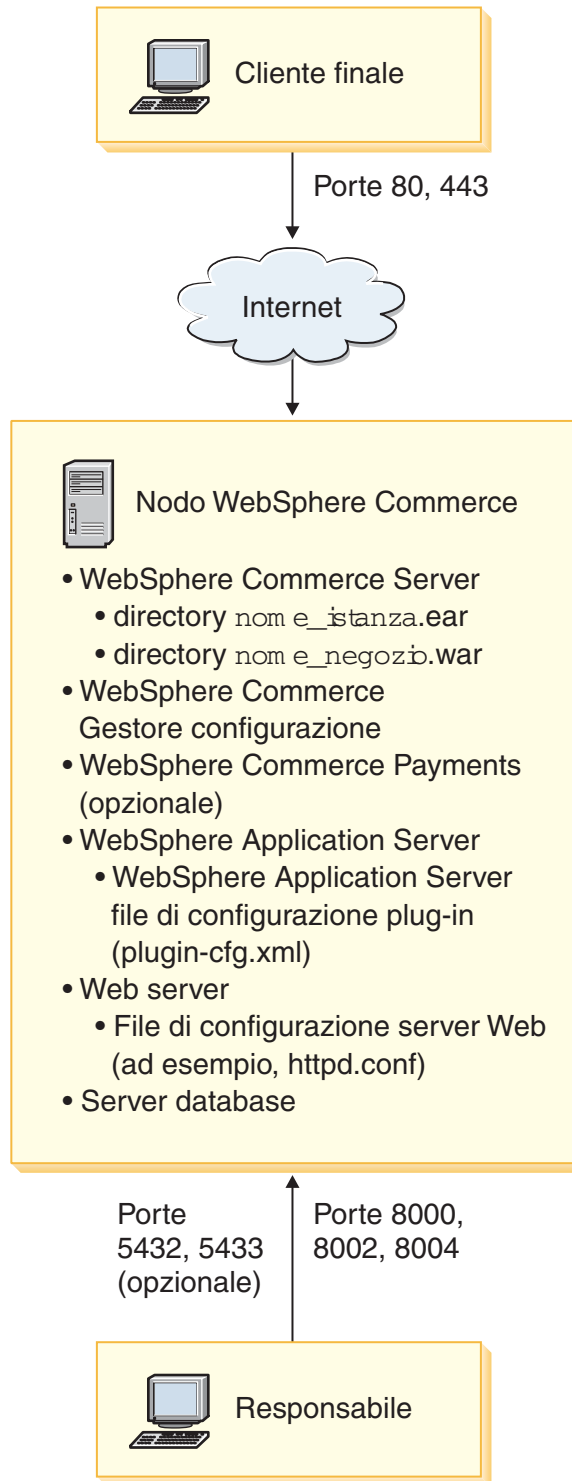 Cliente finale
Porte 80, 443
Internet
Nodo WebSphere Commerce
• WebSphere Commerce Server
• directory nome_istanza.ear
• directory nome_negozio.war
• WebSphere Commerce
Gestore configurazione
• WebSphere Commerce Payments
(opzionale)
• WebSphere Application Server
• WebSphere Application Server
file di configurazione plug-in
(plugin-cfg.xml)
• Web server
• File di configurazione server Web
(ad esempio, httpd.conf)
• Server database
Porte
5432, 5433
(opzionale)
Porte 8000,
8002, 8004
Responsabile